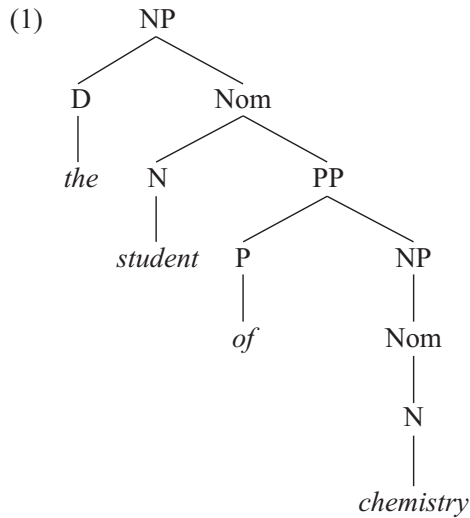 (1) NP
D Nom
the N PP
student P NP
of Nom
N
chemistry